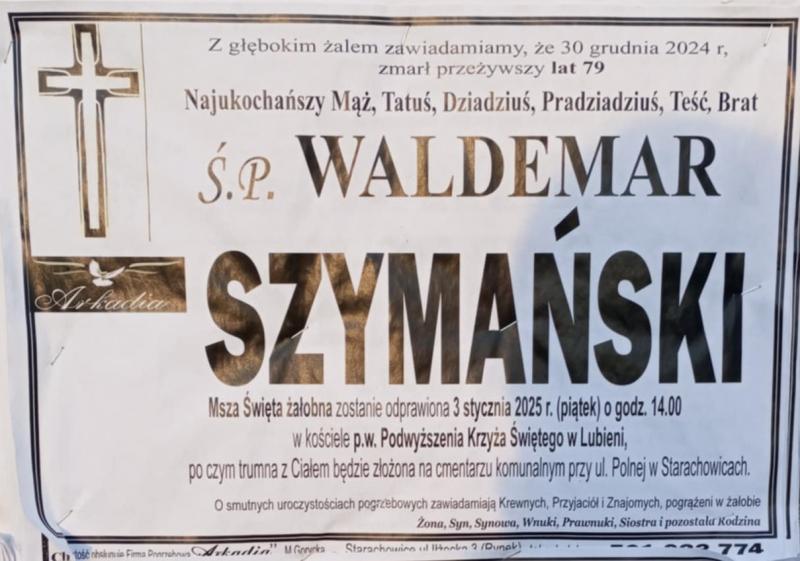 Z głębokim żalem zawiadamiamy, że 30 grudnia 2024 r,
zmarł przeżywszy lat 79
Najukochańszy Mąż, Tatuś, Dziadziuś, Pradziadziuś, Teść, Brat
Ś.P. WALDEMAR
Arkadia
SZYMAŃSKI
Msza Święta żałobna zostanie odprawiona 3 stycznia 2025 r. (piątek) o godz. 14.00
w kościele p.w. Podwyższenia Krzyża Świętego w Lubieni,
po czym trumna z Ciałem będzie złożona na cmentarzu komunalnym przy ul. Polnej w Starachowicach.
O smutnych uroczystościach pogrzebowych zawiadamiają Krewnych, Przyjaciół i Znajomych, pogrążeni w żałobie
Żona, Syn, Synowa, Wnuki, Prawnuki, Siostra i pozostała Rodzina
Firma Pogrzebowa "Arkadia" Starachowice 774